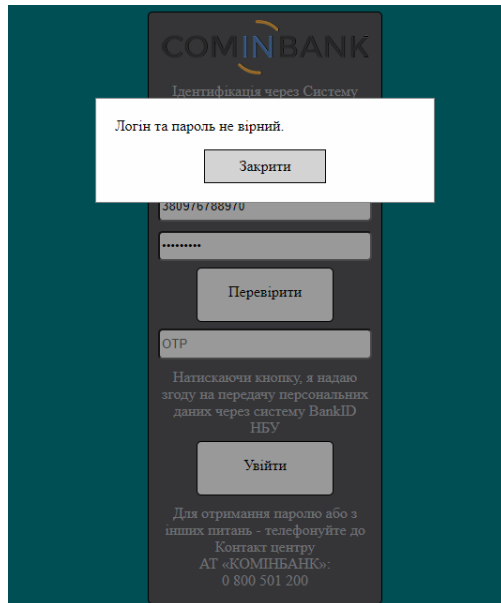 COMINBANK
Ідентифікація через Систему
Логін та пароль не вірний.
Закрити
380976788970
•••••••••
Перевірити
OTP
Натискаючи кнопку, я надаю
згоду на передачу персональних
даних через систему BankID
НБУ
Увійти
Для отримання паролю або з
інших питань - телефонуйте до
Контакт центру
АТ «КОМІНБАНК»:
0 800 501 200